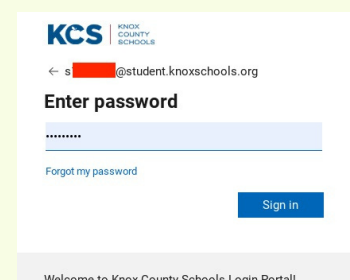 KCS KNOX
COUNTY
SCHOOLS
← s @student.knoxschools.org
Enter password
•••••••••
Forgot my password
Sign in
Welcome to Knox County Schools Login Portal!